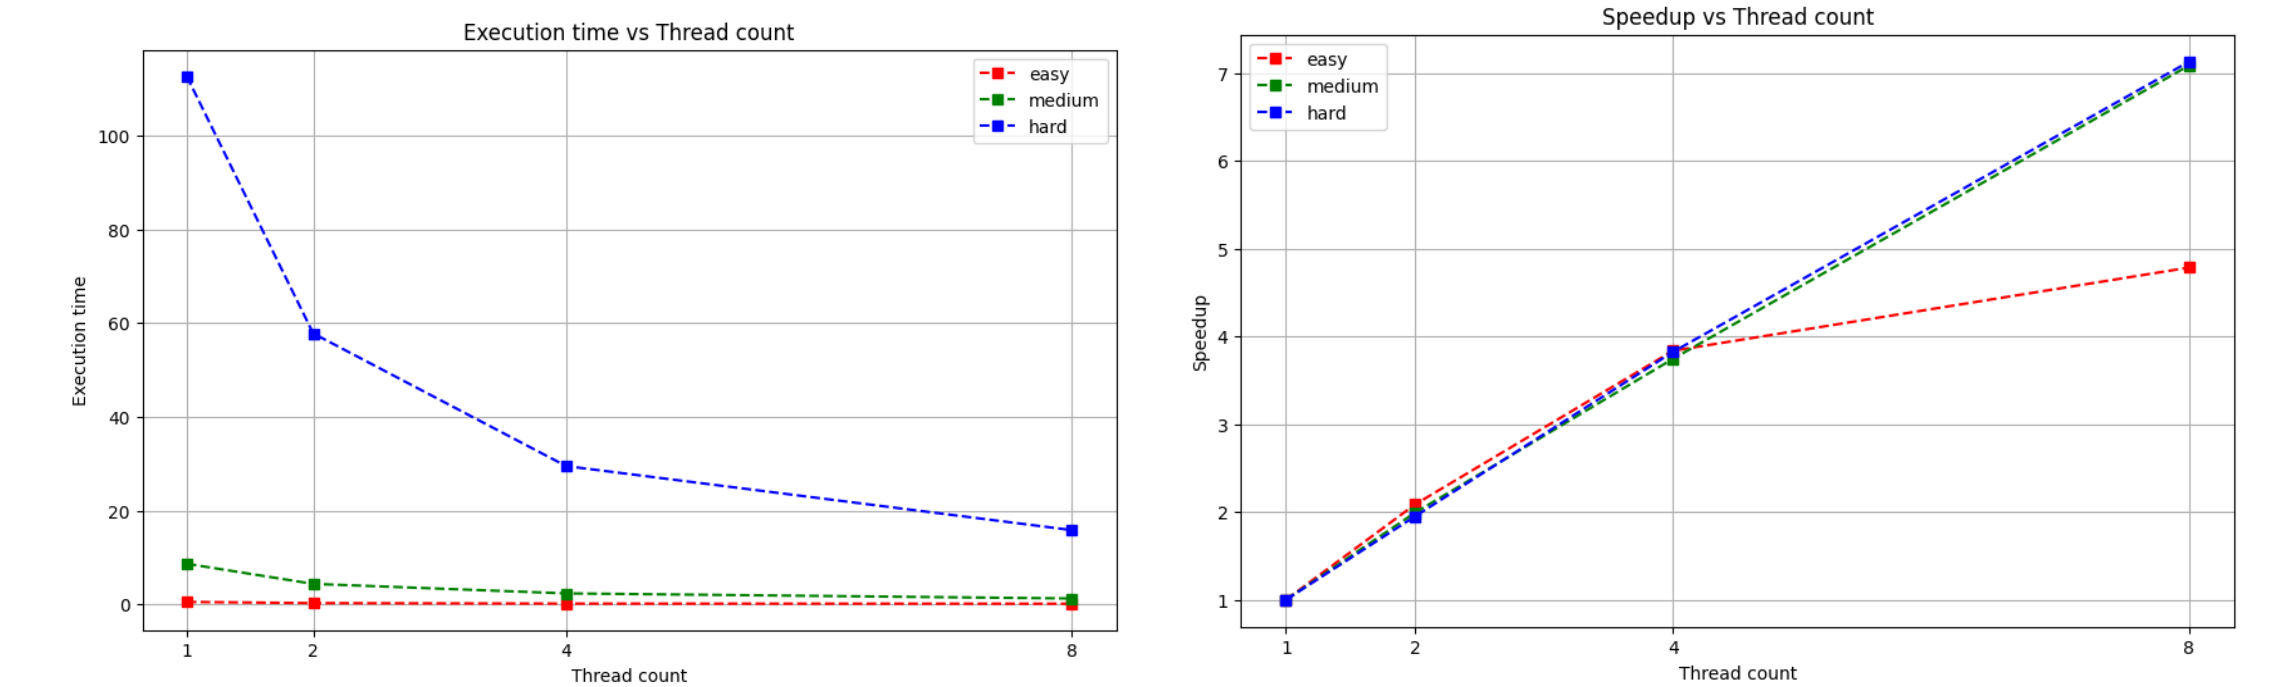 Execution time vs Thread count
easy
medium
hard
100
80
60
40
20
0
Execution time
1 2 4 8
Thread count
Speedup vs Thread count
easy
medium
hard
7
6
5
4
3
2
1
Speedup
1 2 4 8
Thread count